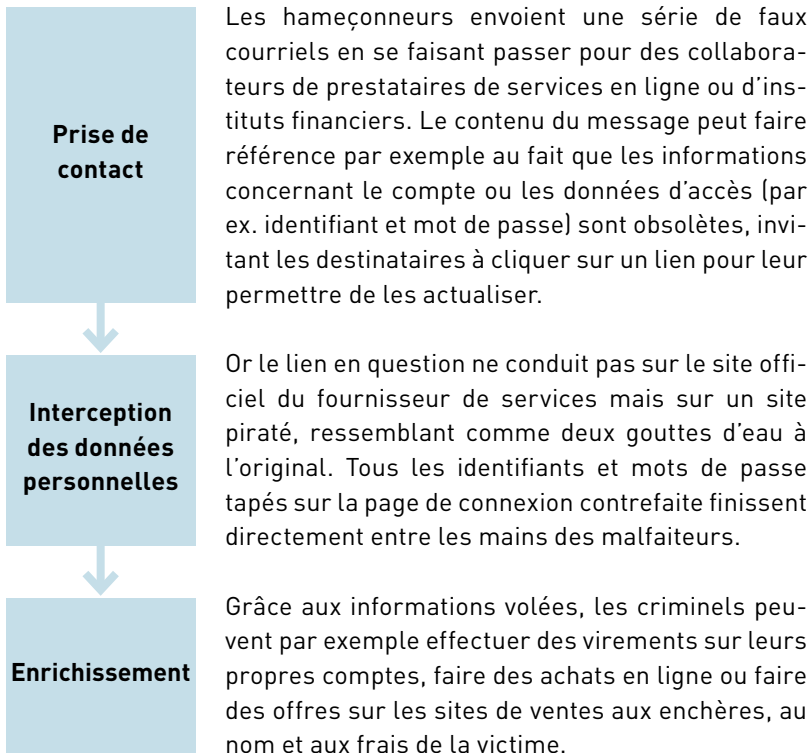 Prise de
contact
Les hameçonneurs envoient une série de faux
courriels en se faisant passer pour des collabora-
teurs de prestataires de services en ligne ou d’ins-
tituts financiers. Le contenu du message peut faire
référence par exemple au fait que les informations
concernant le compte ou les données d’accès (par
ex. identifiant et mot de passe) sont obsolètes, invi-
tant les destinataires à cliquer sur un lien pour leur
permettre de les actualiser.
Interception
des données
personnelles
Or le lien en question ne conduit pas sur le site offi-
ciel du fournisseur de services mais sur un site
piraté, ressemblant comme deux gouttes d’eau à
l’original. Tous les identifiants et mots de passe
tapés sur la page de connexion contrefaite finissent
directement entre les mains des malfaiteurs.
Enrichissement
Grâce aux informations volées, les criminels peu-
vent par exemple effectuer des virements sur leurs
propres comptes, faire des achats en ligne ou faire
des offres sur les sites de ventes aux enchères, au
nom et aux frais de la victime.